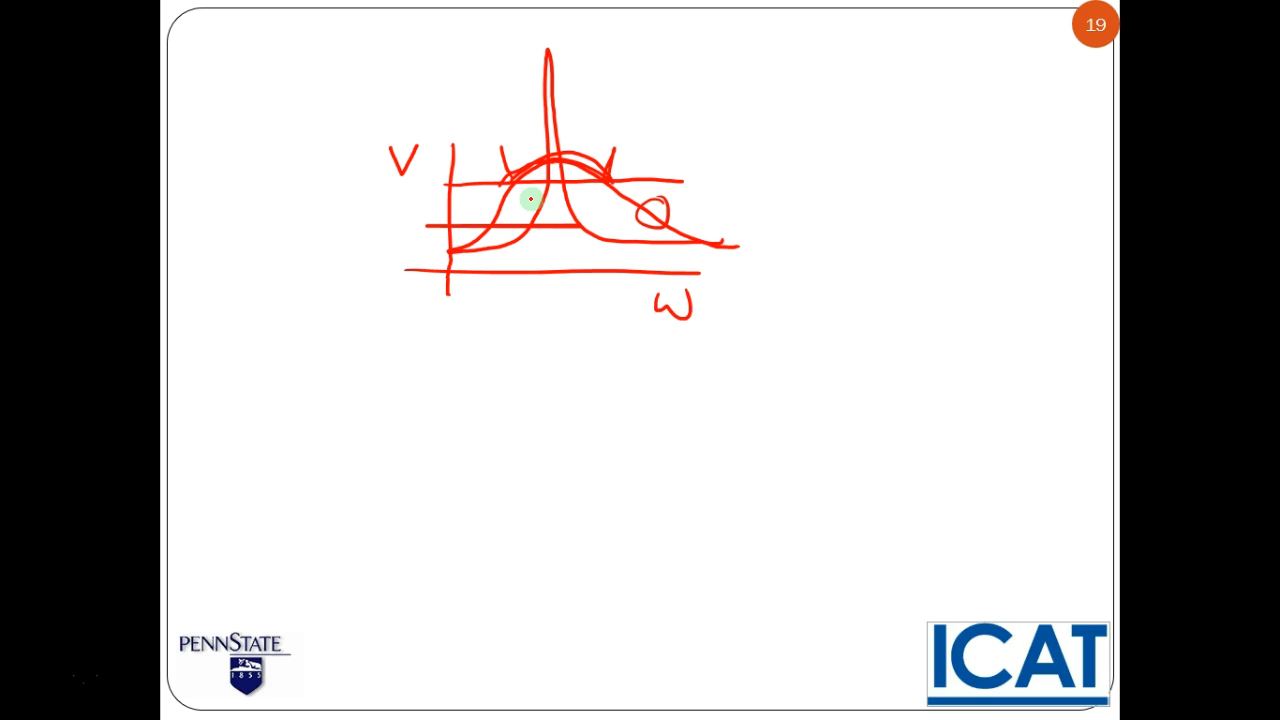 19
V
ω
PENNSTATE
1855
ICAT